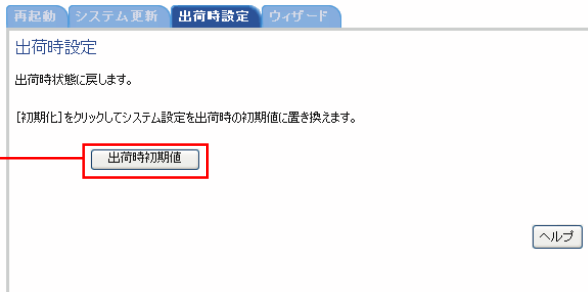 再起動 システム更新 出荷時設定 ウィザード
出荷時設定
出荷時状態に戻します。
[初期化]をクリックしてシステム設定を出荷時の初期値に置き換えます。
出荷時初期値
ヘルプ